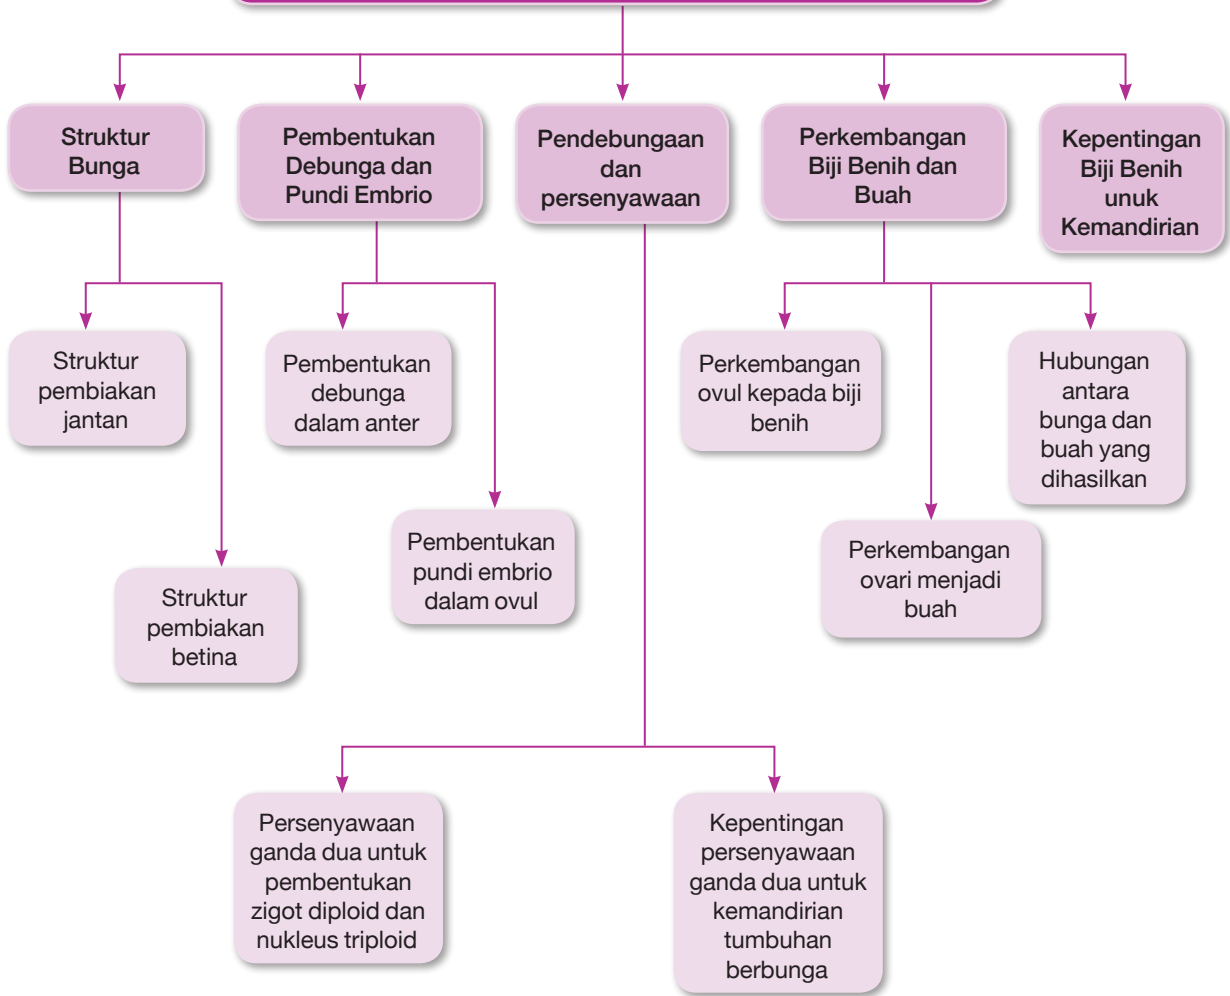 Struktur
Bunga
Pembentukan
Debunga dan
Pundi Embrio
Pendebungaan
dan
persenyawaan
Perkembangan
Biji Benih dan
Buah
Kepentingan
Biji Benih
unuk
Kemandirian
Struktur
pembiakan
jantan
Struktur
pembiakan
betina
Pembentukan
debunga
dalam anter
Pembentukan
pundi embrio
dalam ovul
Perkembangan
ovul kepada biji
benih
Perkembangan
ovari menjadi
buah
Hubungan
antara
bunga dan
buah yang
dihasilkan
Persenyawaan
ganda dua untuk
pembentukan
zigot diploid dan
nukleus triploid
Kepentingan
persenyawaan
ganda dua untuk
kemandirian
tumbuhan
berbunga